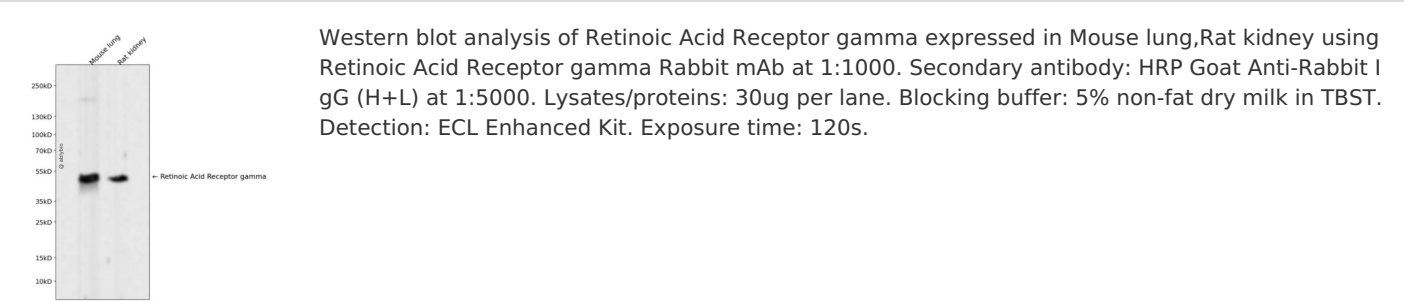 Mouse lung
Rat kidney
250kD
130kD
100kD
70kD
55kD
35kD
25kD
15kD
10kD
© abybio
← Retinoic Acid Receptor gamma
Western blot analysis of Retinoic Acid Receptor gamma expressed in Mouse lung,Rat kidney using
Retinoic Acid Receptor gamma Rabbit mAb at 1:1000. Secondary antibody: HRP Goat Anti-Rabbit I
gG (H+L) at 1:5000. Lysates/proteins: 30ug per lane. Blocking buffer: 5% non-fat dry milk in TBST.
Detection: ECL Enhanced Kit. Exposure time: 120s.